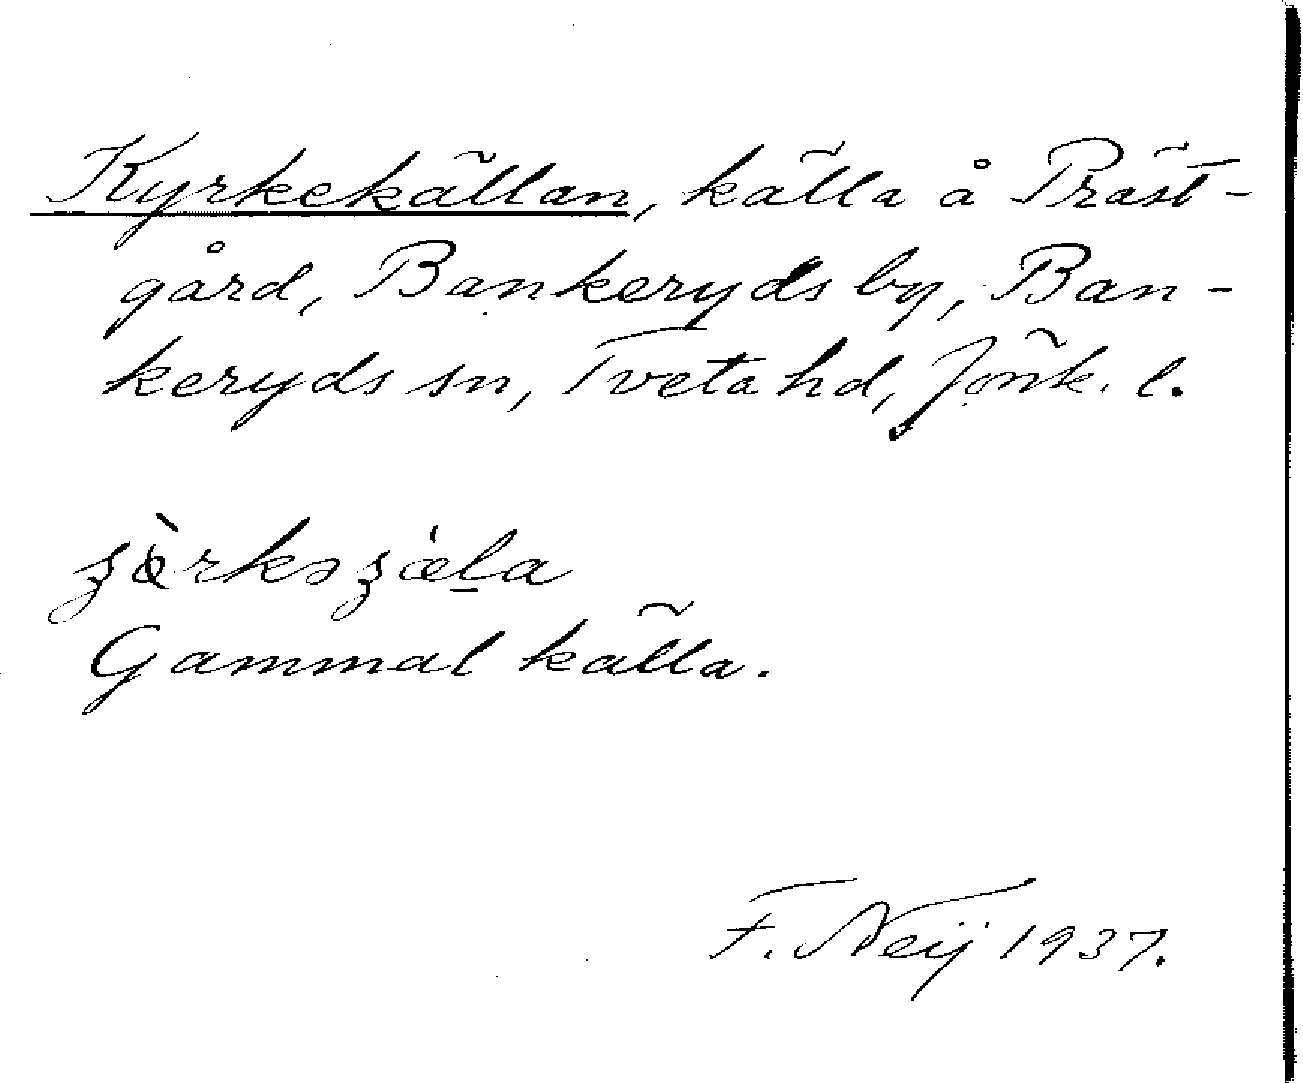 Kyrkekällan, källa å Präst-
gård, Bankeryds by, Ban-
keryds sn, Tveta hd, Jönk. l.
Gammal källa.
F. Neij 1937.